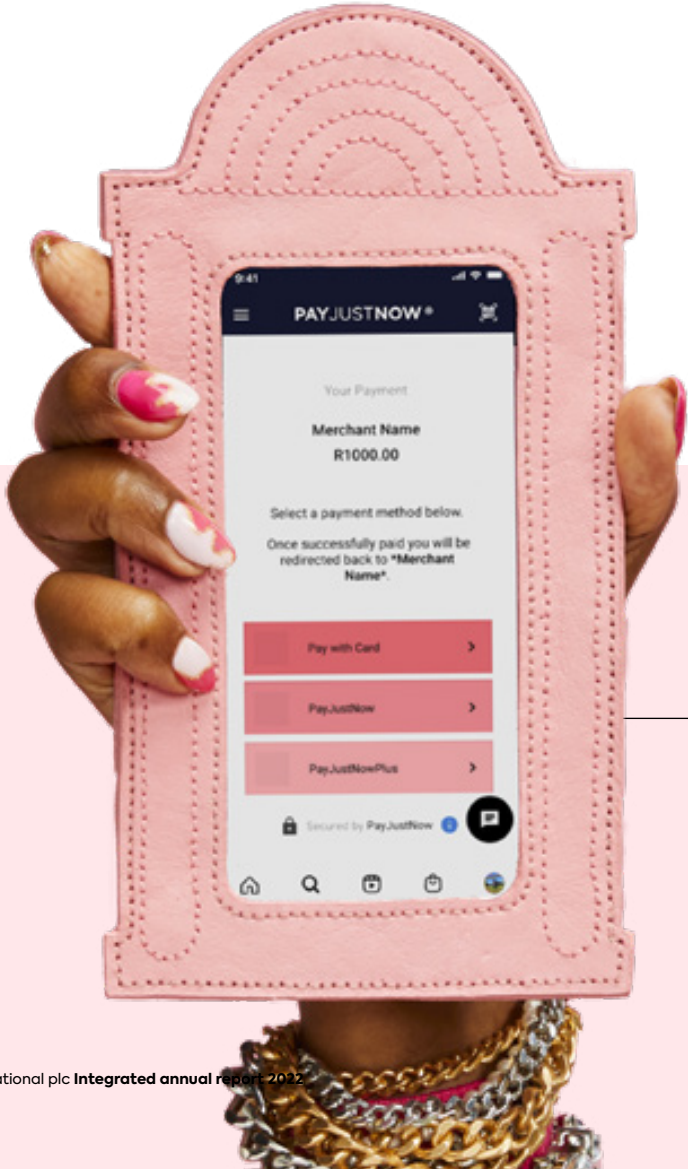 9:41
PAYJUSTNOW®
Your Payment
Merchant Name
R1000.00
Select a payment method below.
Once successfully paid you will be
redirected back to *Merchant
Name*.
Pay with Card
PayJustNow
PayJustNowPlus
Secured by PayJustNow
ational plc Integrated annual report 2022